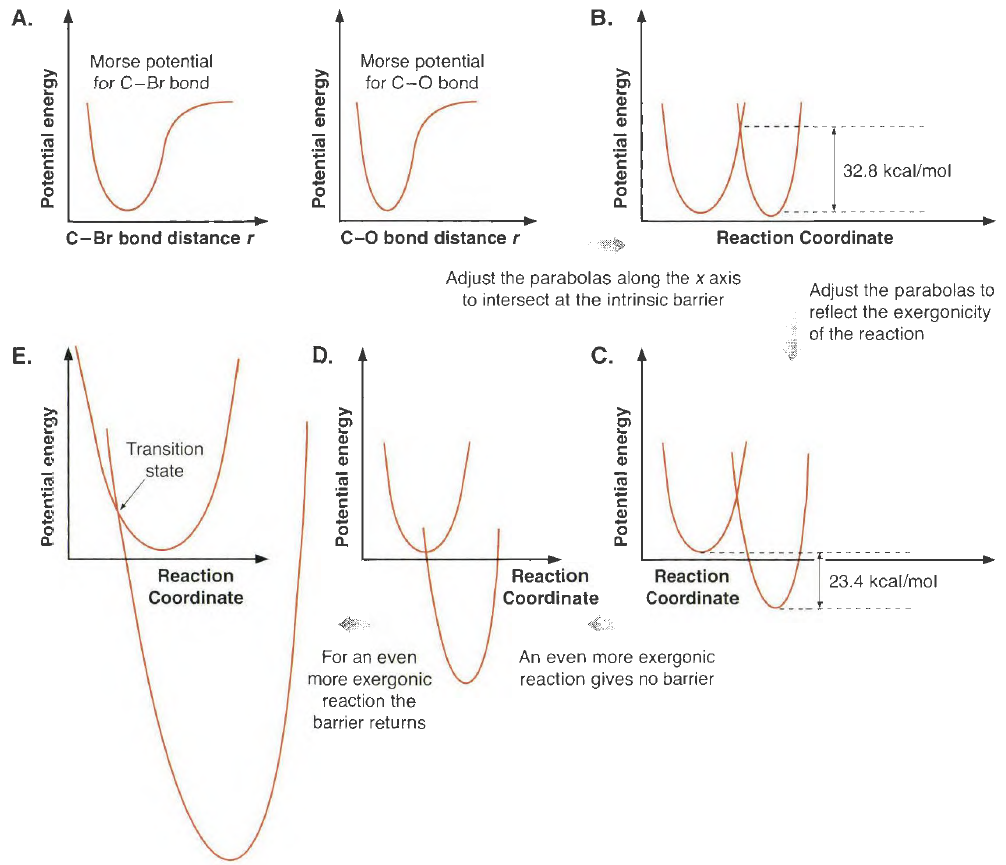 A.
Potential energy
Morse potential
for C–Br bond
C–Br bond distance r
Potential energy
Morse potential
for C–O bond
C–O bond distance r
B.
Potential energy
32.8 kcal/mol
Reaction Coordinate
Adjust the parabolas along the x axis
to intersect at the intrinsic barrier
Adjust the parabolas to
reflect the exergonicity
of the reaction
E.
Potential energy
Transition
state
Reaction
Coordinate
D.
Potential energy
Reaction
Coordinate
C.
Potential energy
Reaction
Coordinate
23.4 kcal/mol
For an even
more exergonic
reaction the
barrier returns
An even more exergonic
reaction gives no barrier